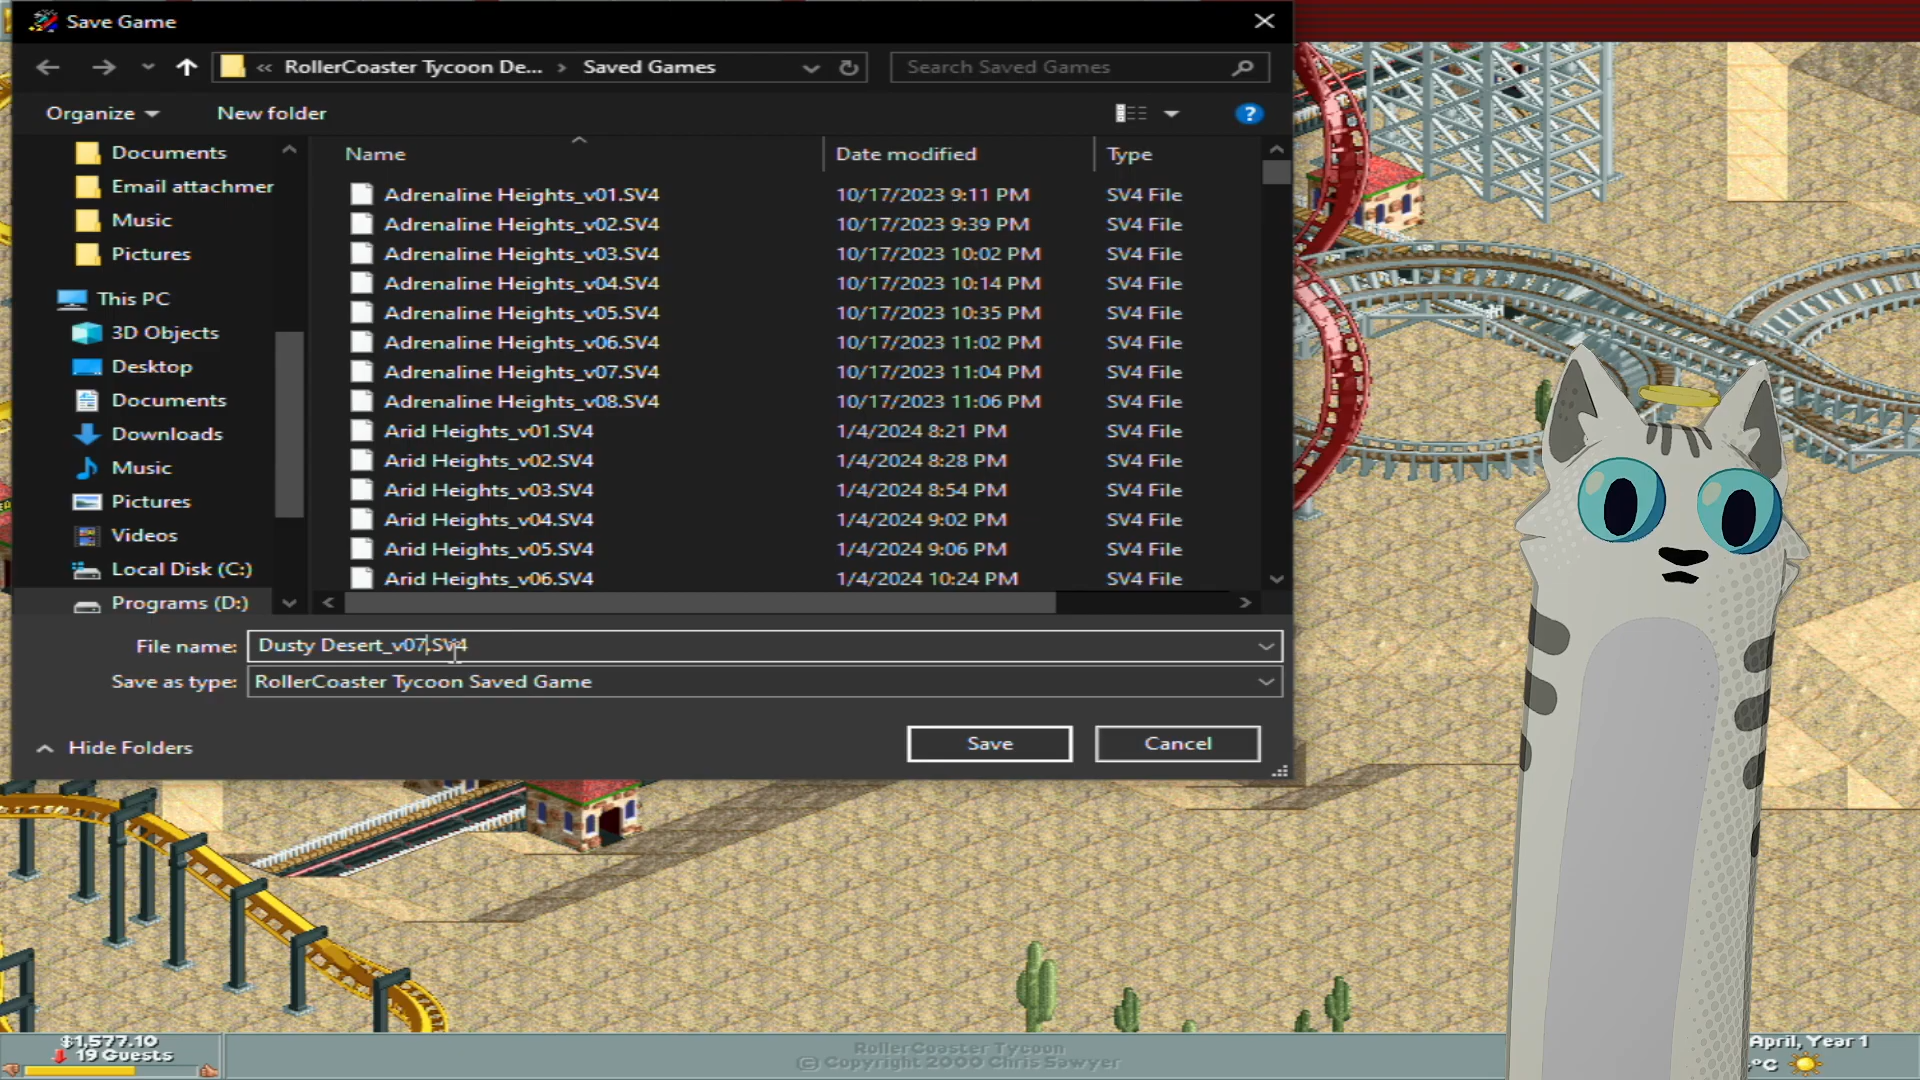 Save Game
« RollerCoaster Tycoon De... › Saved Games
Search Saved Games
Organize
New folder
?
Documents
Email attachmer
Music
Pictures
This PC
3D Objects
Desktop
Documents
Downloads
Music
Pictures
Videos
Local Disk (C:)
Programs (D:)
Name Date modified Type
Adrenaline Heights_v01.SV4 10/17/2023 9:11 PM SV4 File
Adrenaline Heights_v02.SV4 10/17/2023 9:39 PM SV4 File
Adrenaline Heights_v03.SV4 10/17/2023 10:02 PM SV4 File
Adrenaline Heights_v04.SV4 10/17/2023 10:14 PM SV4 File
Adrenaline Heights_v05.SV4 10/17/2023 10:35 PM SV4 File
Adrenaline Heights_v06.SV4 10/17/2023 11:02 PM SV4 File
Adrenaline Heights_v07.SV4 10/17/2023 11:04 PM SV4 File
Adrenaline Heights_v08.SV4 10/17/2023 11:06 PM SV4 File
Arid Heights_v01.SV4 1/4/2024 8:21 PM SV4 File
Arid Heights_v02.SV4 1/4/2024 8:28 PM SV4 File
Arid Heights_v03.SV4 1/4/2024 8:54 PM SV4 File
Arid Heights_v04.SV4 1/4/2024 9:02 PM SV4 File
Arid Heights_v05.SV4 1/4/2024 9:06 PM SV4 File
Arid Heights_v06.SV4 1/4/2024 10:24 PM SV4 File
File name: Dusty Desert_v07.SV4
Save as type: RollerCoaster Tycoon Saved Game
Hide Folders
Save
Cancel
$1,577.10
19 Guests
RollerCoaster Tycoon
© Copyright 2000 Chris Sawyer
April, Year 1
°C